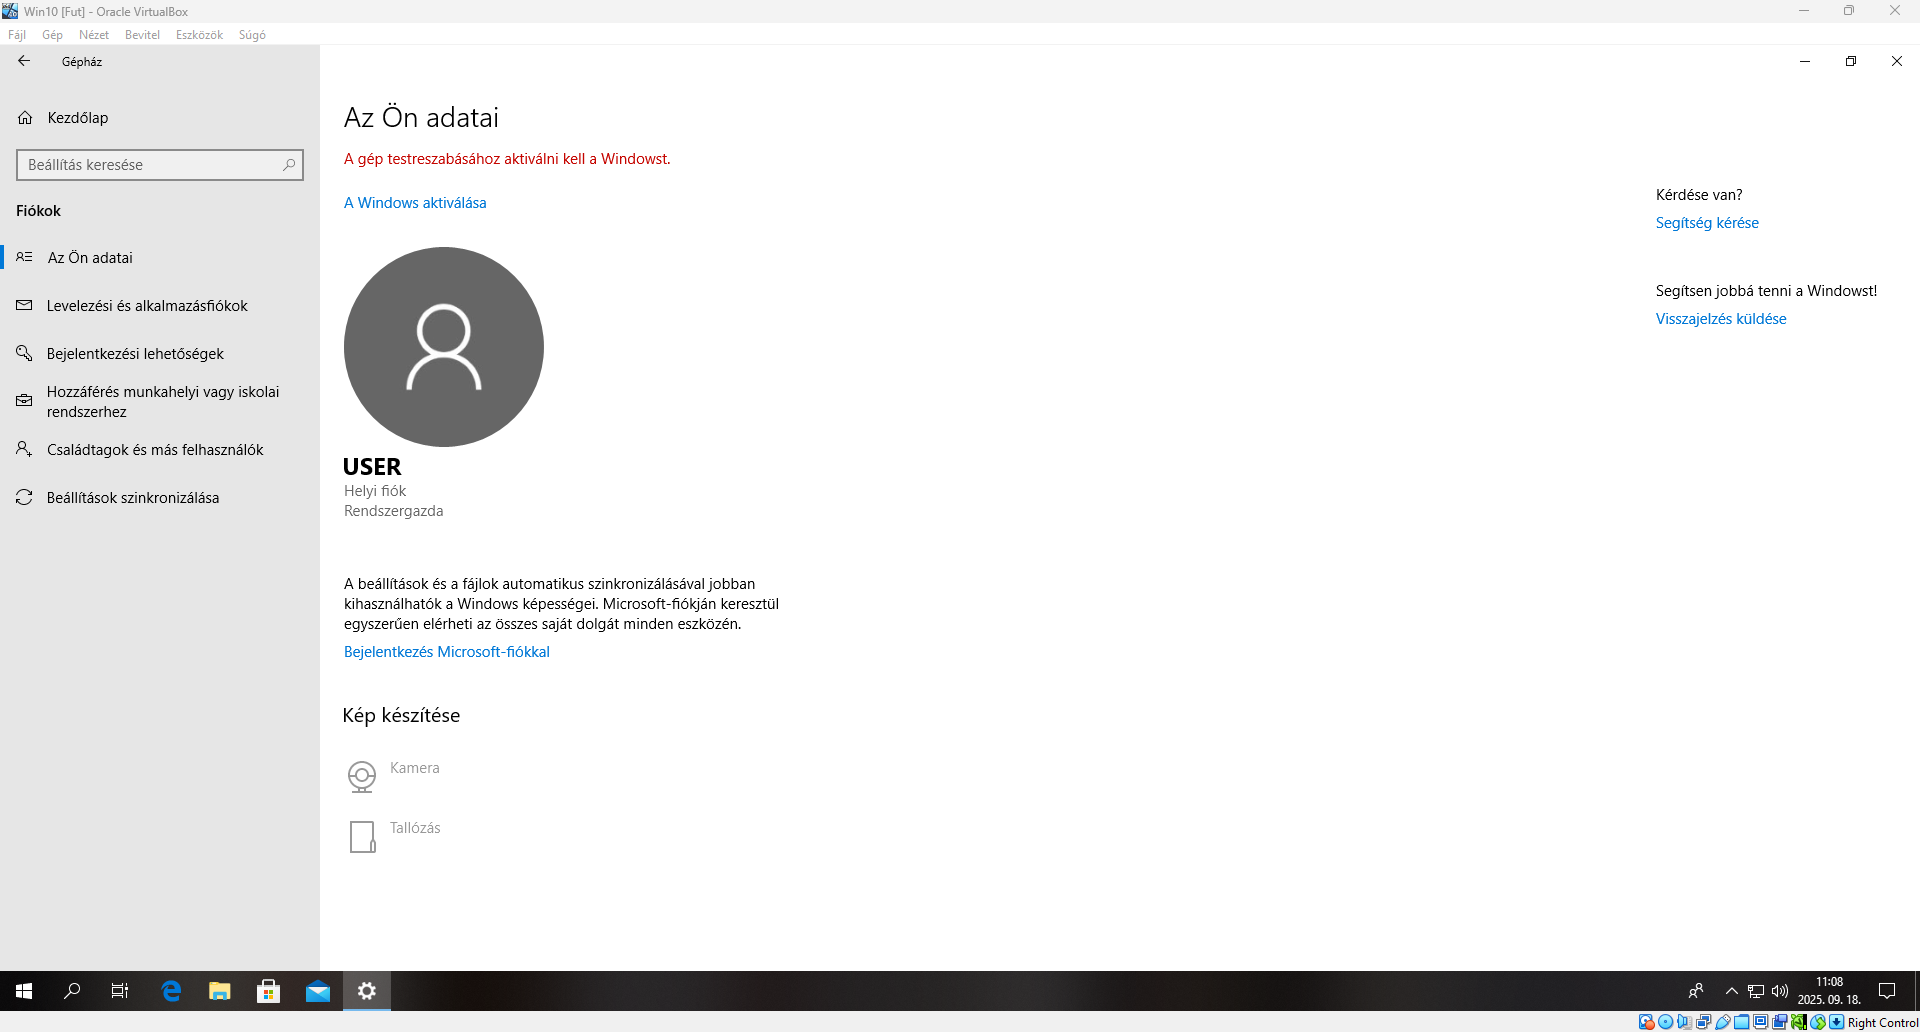 Win10 [Fut] - Oracle VirtualBox
Fájl Gép Nézet Bevitel Eszközök Súgó
Gépház
Kezdőlap
Beállítás keresése
Fiókok
Az Ön adatai
Levelezési és alkalmazásfiókok
Bejelentkezési lehetőségek
Hozzáférés munkahelyi vagy iskolai
rendszerhez
Családtagok és más felhasználók
Beállítások szinkronizálása
Az Ön adatai
A gép testreszabásához aktiválni kell a Windowst.
A Windows aktiválása
USER
Helyi fiók
Rendszergazda
A beállítások és a fájlok automatikus szinkronizálásával jobban
kihasználhatók a Windows képességei. Microsoft-fiókján keresztül
egyszerűen elérheti az összes saját dolgát minden eszközén.
Bejelentkezés Microsoft-fiókkal
Kép készítése
Kamera
Tallózás
Kérdése van?
Segítség kérése
Segítsen jobbá tenni a Windowst!
Visszajelzés küldése
11:08
2025. 09. 18.
Right Control